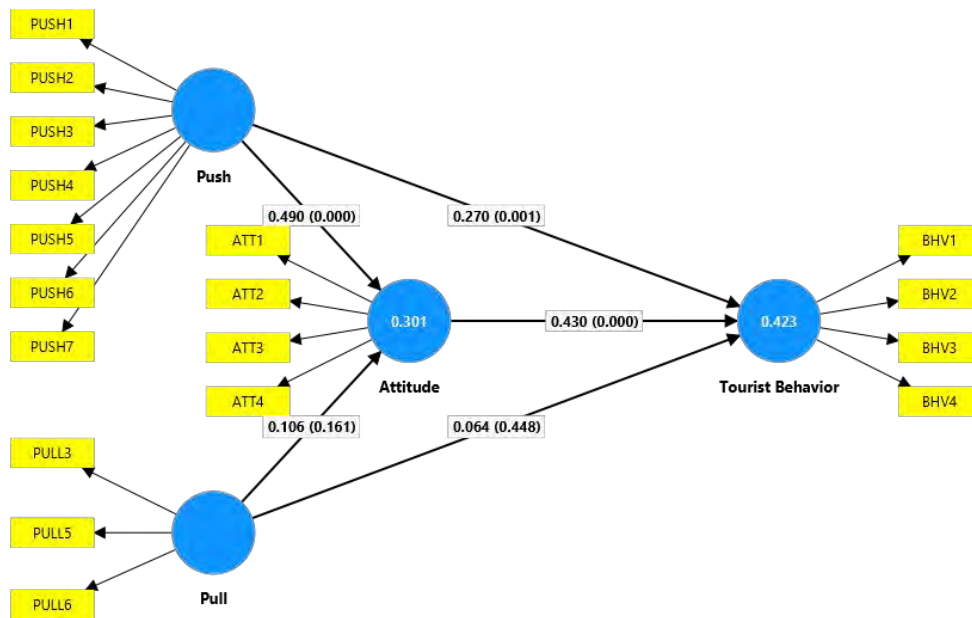 PUSH1
PUSH2
PUSH3
PUSH4
PUSH5
PUSH6
PUSH7
Push
0.490 (0.000)
0.270 (0.001)
ATT1
ATT2
ATT3
ATT4
0.301
Attitude
0.430 (0.000)
0.423
Tourist Behavior
BHV1
BHV2
BHV3
BHV4
0.106 (0.161)
0.064 (0.448)
PULL3
PULL5
PULL6
Pull